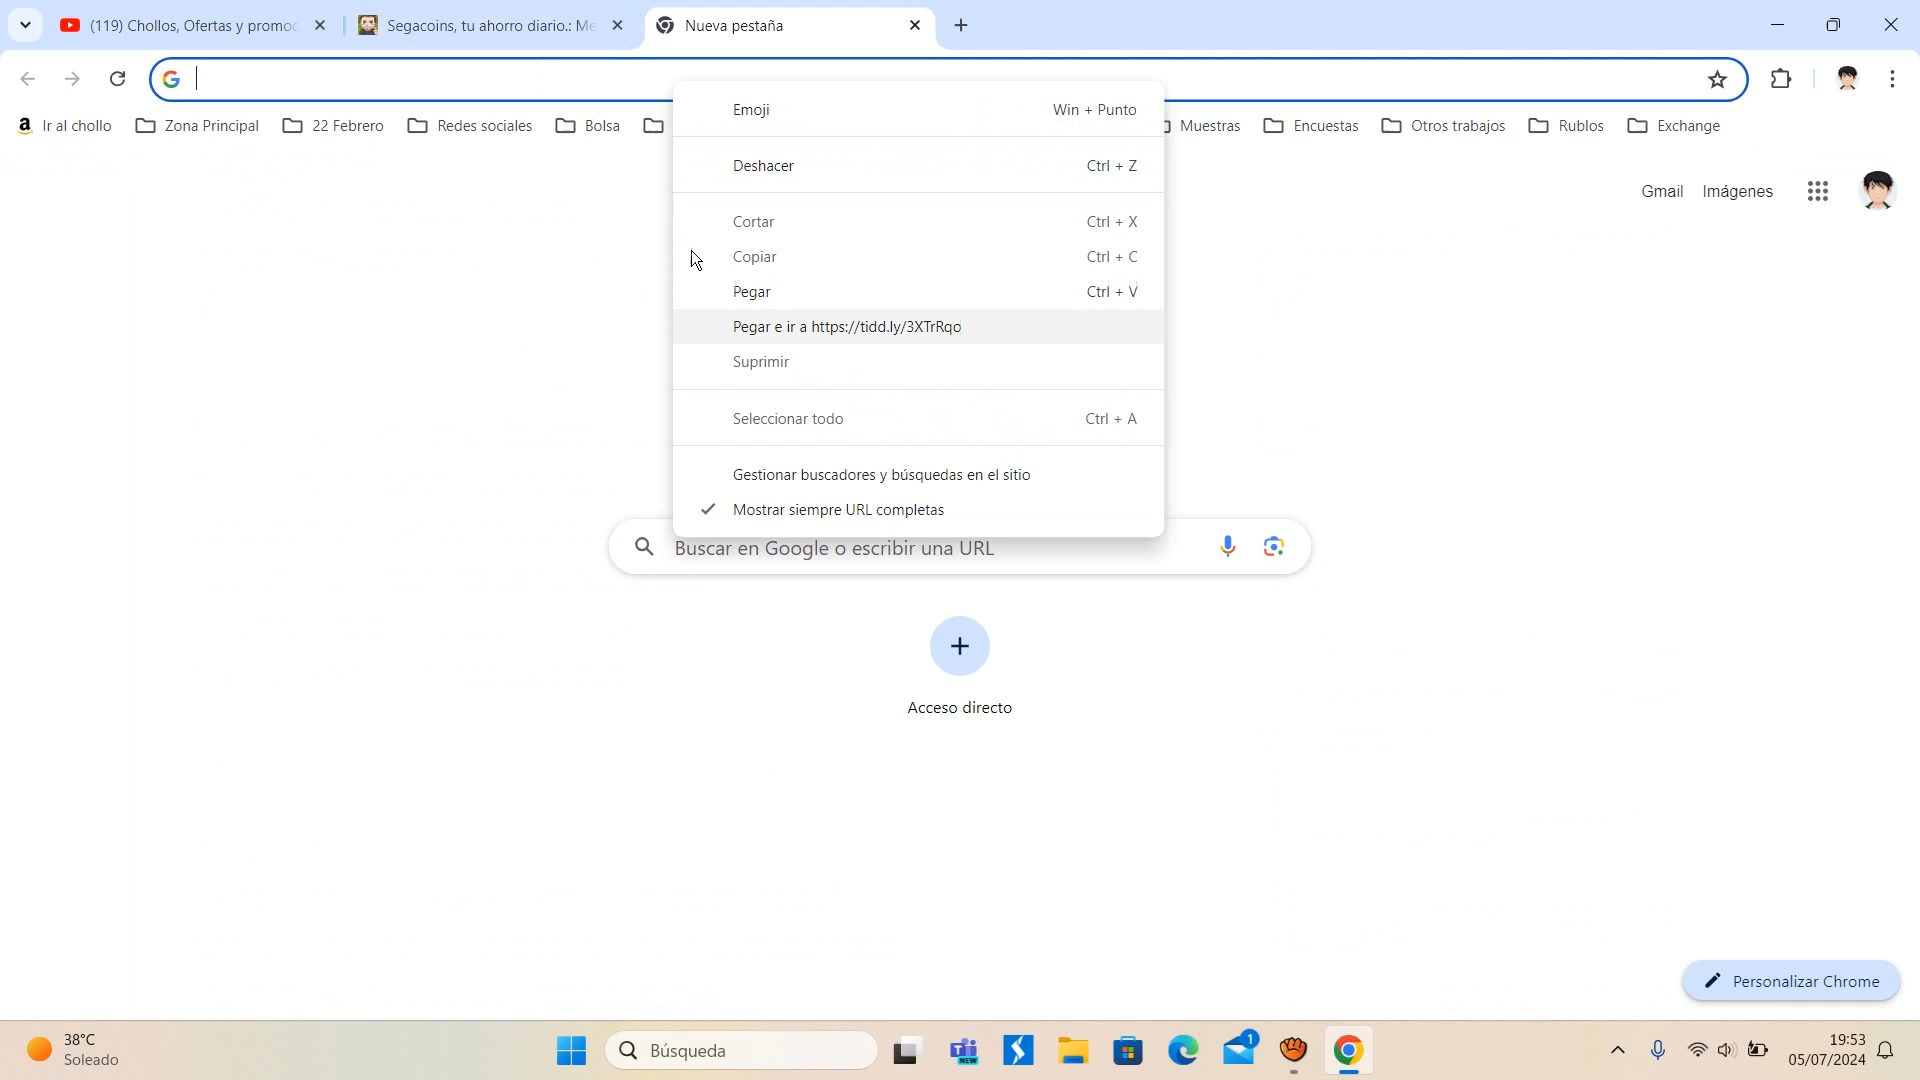 (119) Chollos, Ofertas y promoc
Segacoins, tu ahorro diario.: Me
Nueva pestaña
Ir al chollo
Zona Principal
22 Febrero
Redes sociales
Bolsa
Muestras
Encuestas
Otros trabajos
Rublos
Exchange
Gmail
Imágenes
Emoji Win + Punto
Deshacer Ctrl + Z
Cortar Ctrl + X
Copiar Ctrl + C
Pegar Ctrl + V
Pegar e ir a https://tidd.ly/3XTrRqo
Suprimir
Seleccionar todo Ctrl + A
Gestionar buscadores y búsquedas en el sitio
Mostrar siempre URL completas
Buscar en Google o escribir una URL
Acceso directo
Personalizar Chrome
38°C
Soleado
Búsqueda
NEW
1
19:53
05/07/2024